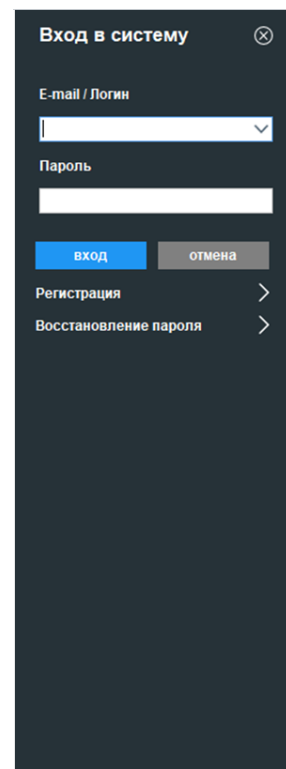 Вход в систему
E-mail / Логин
Пароль
вход
отмена
Регистрация
Восстановление пароля